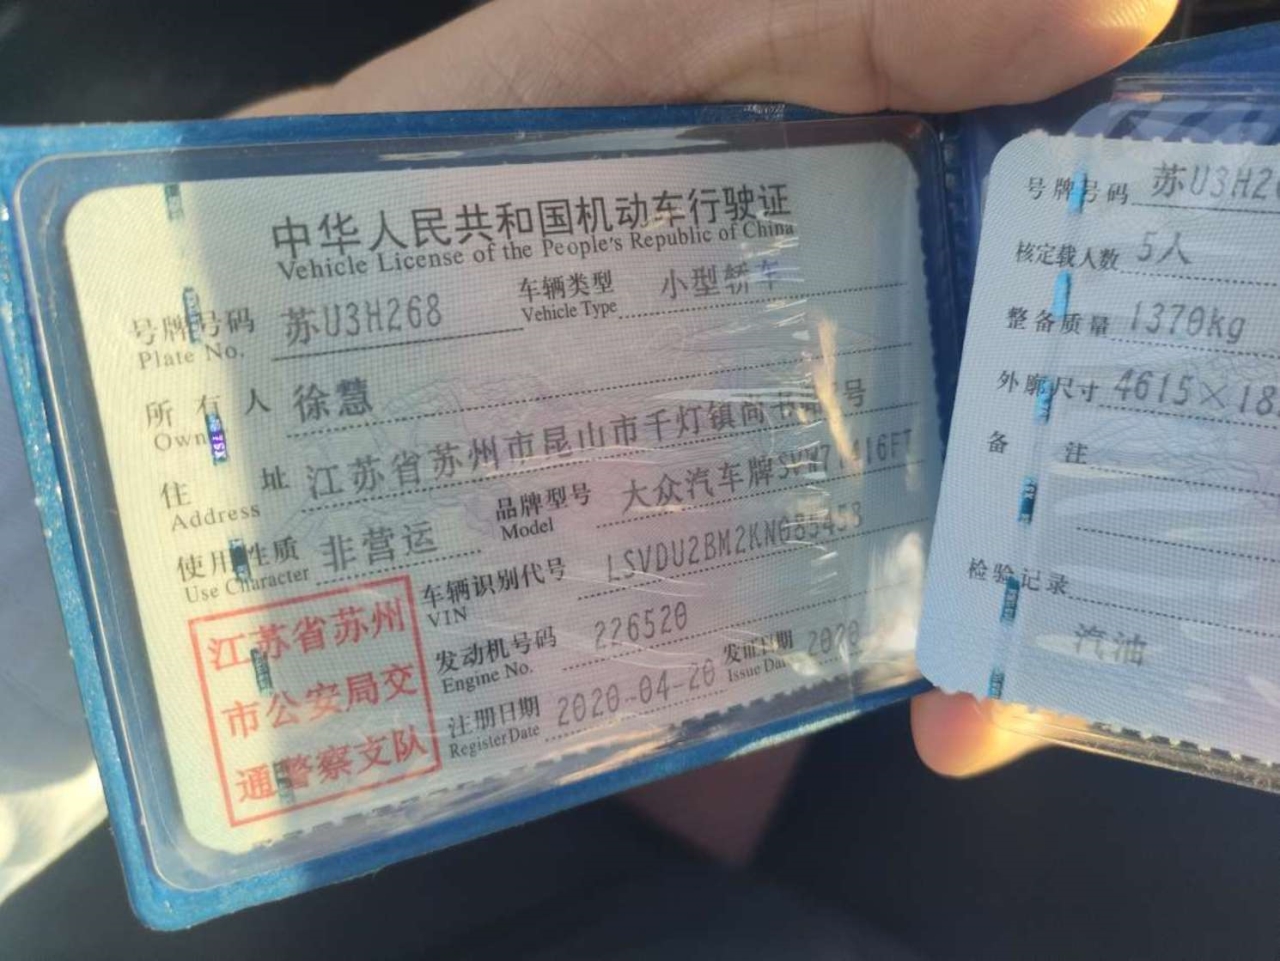 中华人民共和国机动车行驶证
Vehicle License of the People's Republic of China
号牌号码 苏U3H268 车辆类型 小型轿车
Plate No. Vehicle Type
所有人 徐慧
Owner
住址 江苏省苏州市昆山市千灯镇尚书 号
Address
使用性质 非营运 品牌型号 大众汽车牌
Use Character Model
车辆识别代号 LSVDU2BM2KN085453
VIN
发动机号码 226520
Engine No.
注册日期 2020-04-20 发证日期 2020
Register Date Issue Da
江苏省苏州
市公安局交
通警察支队
号牌号码 苏U3H2
核定载人数 5人
整备质量 1370kg
外廓尺寸 4615×18
备注
检验记录
汽油